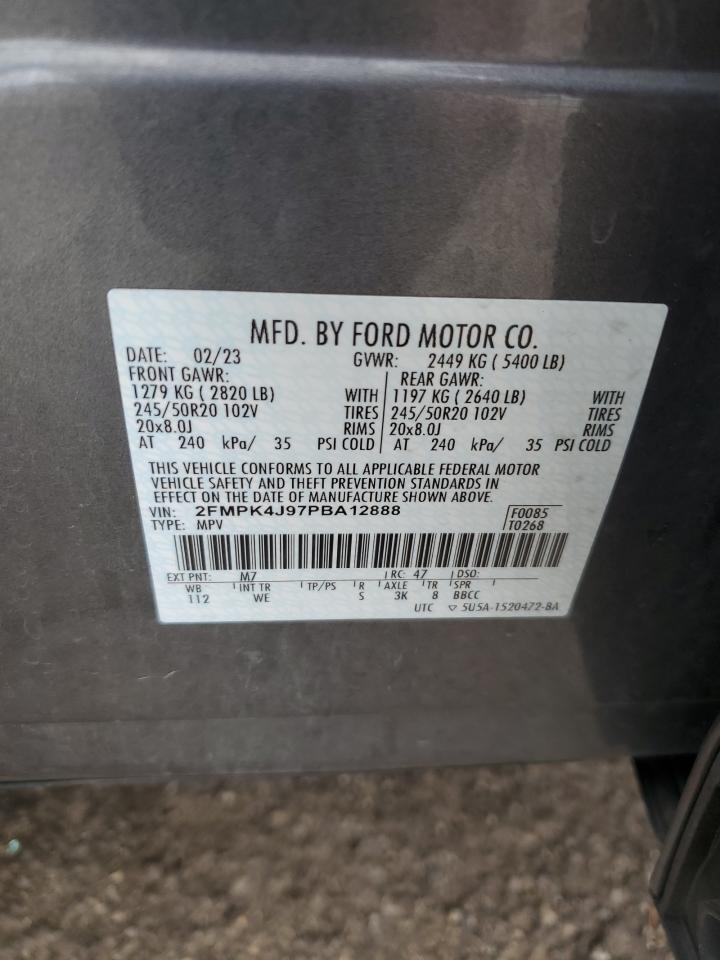 MFD. BY FORD MOTOR CO.
DATE: 02/23 GVWR: 2449 KG ( 5400 LB)
FRONT GAWR: REAR GAWR:
1279 KG ( 2820 LB) WITH 1197 KG ( 2640 LB) WITH
245/50R20 102V TIRES 245/50R20 102V TIRES
20x8.0J RIMS 20x8.0J RIMS
AT 240 kPa/ 35 PSI COLD AT 240 kPa/ 35 PSI COLD
THIS VEHICLE CONFORMS TO ALL APPLICABLE FEDERAL MOTOR
VEHICLE SAFETY AND THEFT PREVENTION STANDARDS IN
EFFECT ON THE DATE OF MANUFACTURE SHOWN ABOVE.
VIN: 2FMPK4J97PBA12888 F0085
TYPE: MPV T0268
EXT PNT: M7 RC: 47 DSO:
WB INT TR TP/PS R AXLE TR SPR
112 WE S 3K 8 BBCC
UTC ▽ 5U5A-1520472-BA